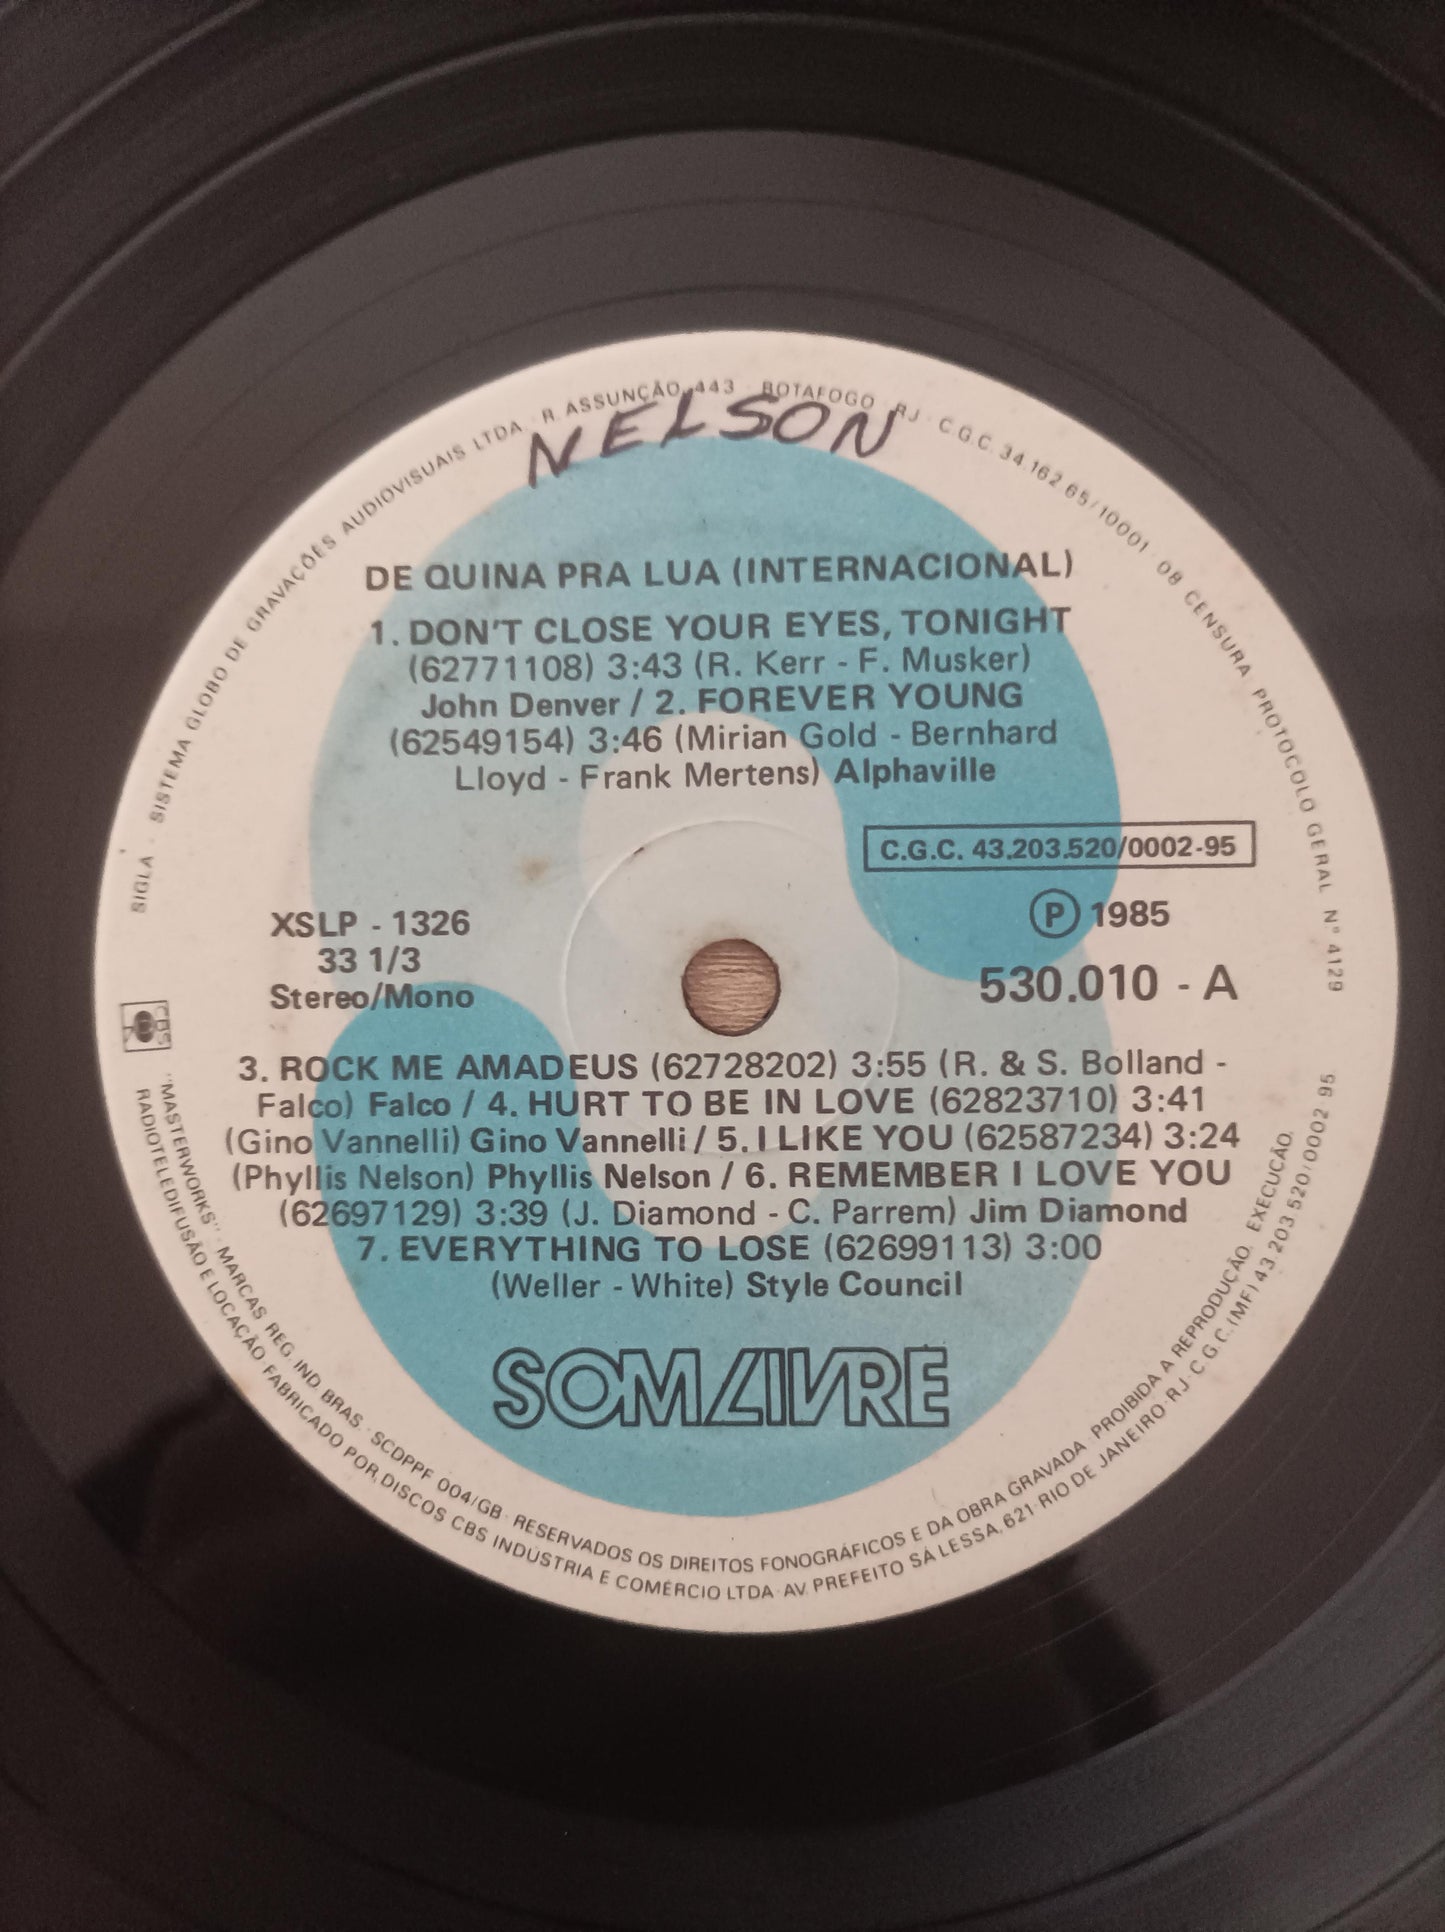 SIGLA · SISTEMA GLOBO DE GRAVAÇÕES AUDIOVISUAIS LTDA · R. ASSUNÇÃO, 443 · BOTAFOGO · RJ · C.G.C. 34.162 65/10001 · 08 CENSURA PROTOCOLO GERAL Nº 4129
NELSON
DE QUINA PRA LUA (INTERNACIONAL)
1. DON'T CLOSE YOUR EYES, TONIGHT
(62771108) 3:43 (R. Kerr - F. Musker)
John Denver / 2. FOREVER YOUNG
(62549154) 3:46 (Mirian Gold - Bernhard
Lloyd - Frank Mertens) Alphaville
C.G.C. 43.203.520/0002-95
XSLP - 1326
33 1/3
Stereo/Mono
Ⓟ 1985
530.010 - A
CBS
3. ROCK ME AMADEUS (62728202) 3:55 (R. & S. Bolland -
Falco) Falco / 4. HURT TO BE IN LOVE (62823710) 3:41
(Gino Vannelli) Gino Vannelli / 5. I LIKE YOU (62587234) 3:24
(Phyllis Nelson) Phyllis Nelson / 6. REMEMBER I LOVE YOU
(62697129) 3:39 (J. Diamond - C. Parrem) Jim Diamond
7. EVERYTHING TO LOSE (62699113) 3:00
(Weller - White) Style Council
SOM LIVRE
"MASTERWORKS" · MARCAS REG. IND BRAS · SCDPPF 004/GB · RESERVADOS OS DIREITOS FONOGRÁFICOS E DA OBRA GRAVADA PROIBIDA A REPRODUÇÃO, EXECUÇÃO,
RADIOTELEDIFUSÃO E LOCAÇÃO FABRICADO POR, DISCOS CBS INDÚSTRIA E COMÉRCIO LTDA · AV. PREFEITO SÁ LESSA, 621 · RIO DE JANEIRO · RJ · C.G.C. (MF) 43.203.520/0002 95